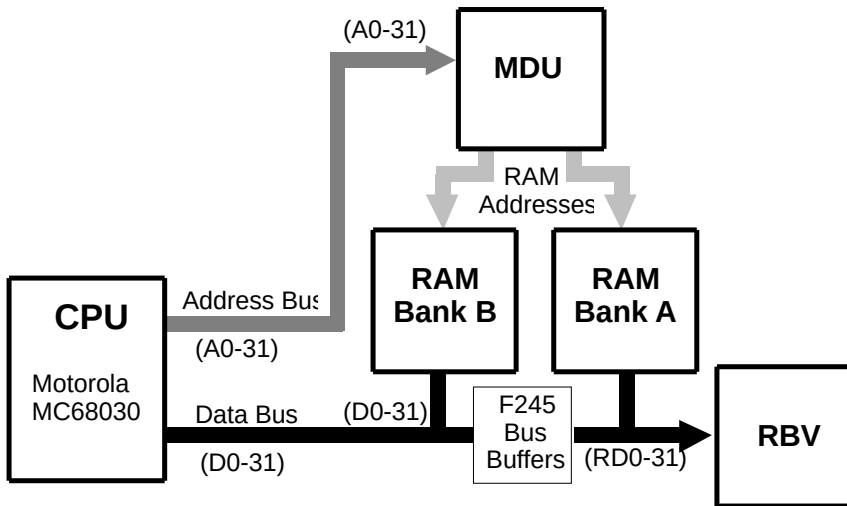 (A0-31)
MDU
RAM
Addresses
RAM
Bank B
RAM
Bank A
CPU
Motorola
MC68030
Address Bus
(A0-31)
Data Bus
(D0-31)
(D0-31)
F245
Bus
Buffers
(RD0-31)
RBV